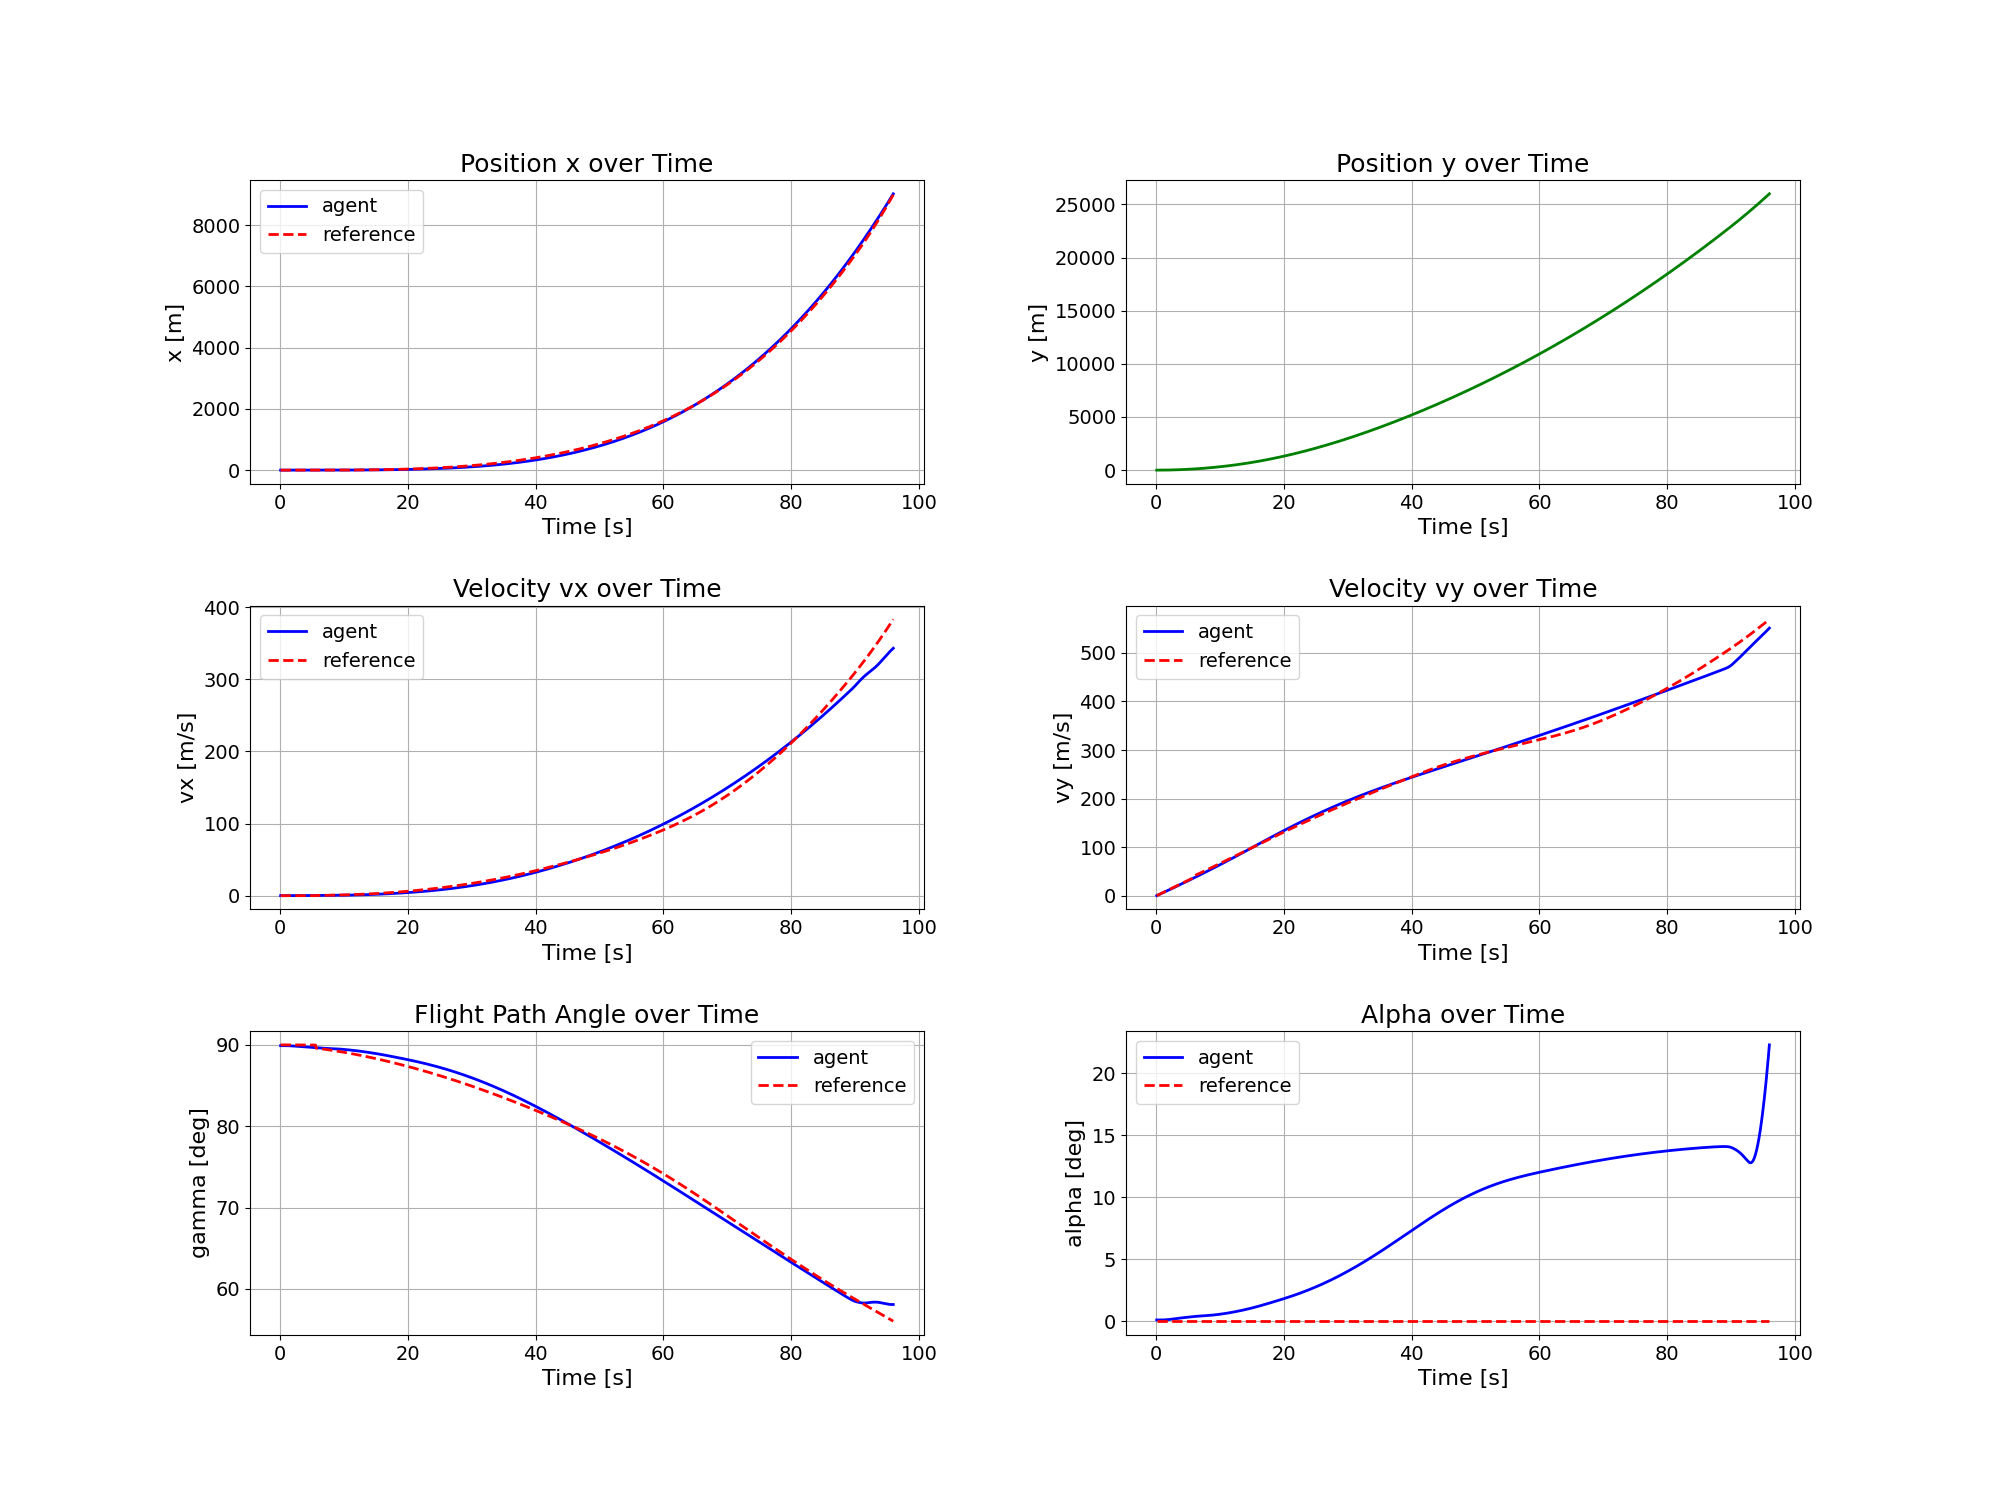 Position x over Time
agent
reference
8000
6000
4000
2000
0
x [m]
0 20 40 60 80 100
Time [s]
Position y over Time
25000
20000
15000
10000
5000
0
y [m]
0 20 40 60 80 100
Time [s]
Velocity vx over Time
agent
reference
400
300
200
100
0
vx [m/s]
0 20 40 60 80 100
Time [s]
Velocity vy over Time
agent
reference
500
400
300
200
100
0
vy [m/s]
0 20 40 60 80 100
Time [s]
Flight Path Angle over Time
agent
reference
90
80
70
60
gamma [deg]
0 20 40 60 80 100
Time [s]
Alpha over Time
agent
reference
20
15
10
5
0
alpha [deg]
0 20 40 60 80 100
Time [s]